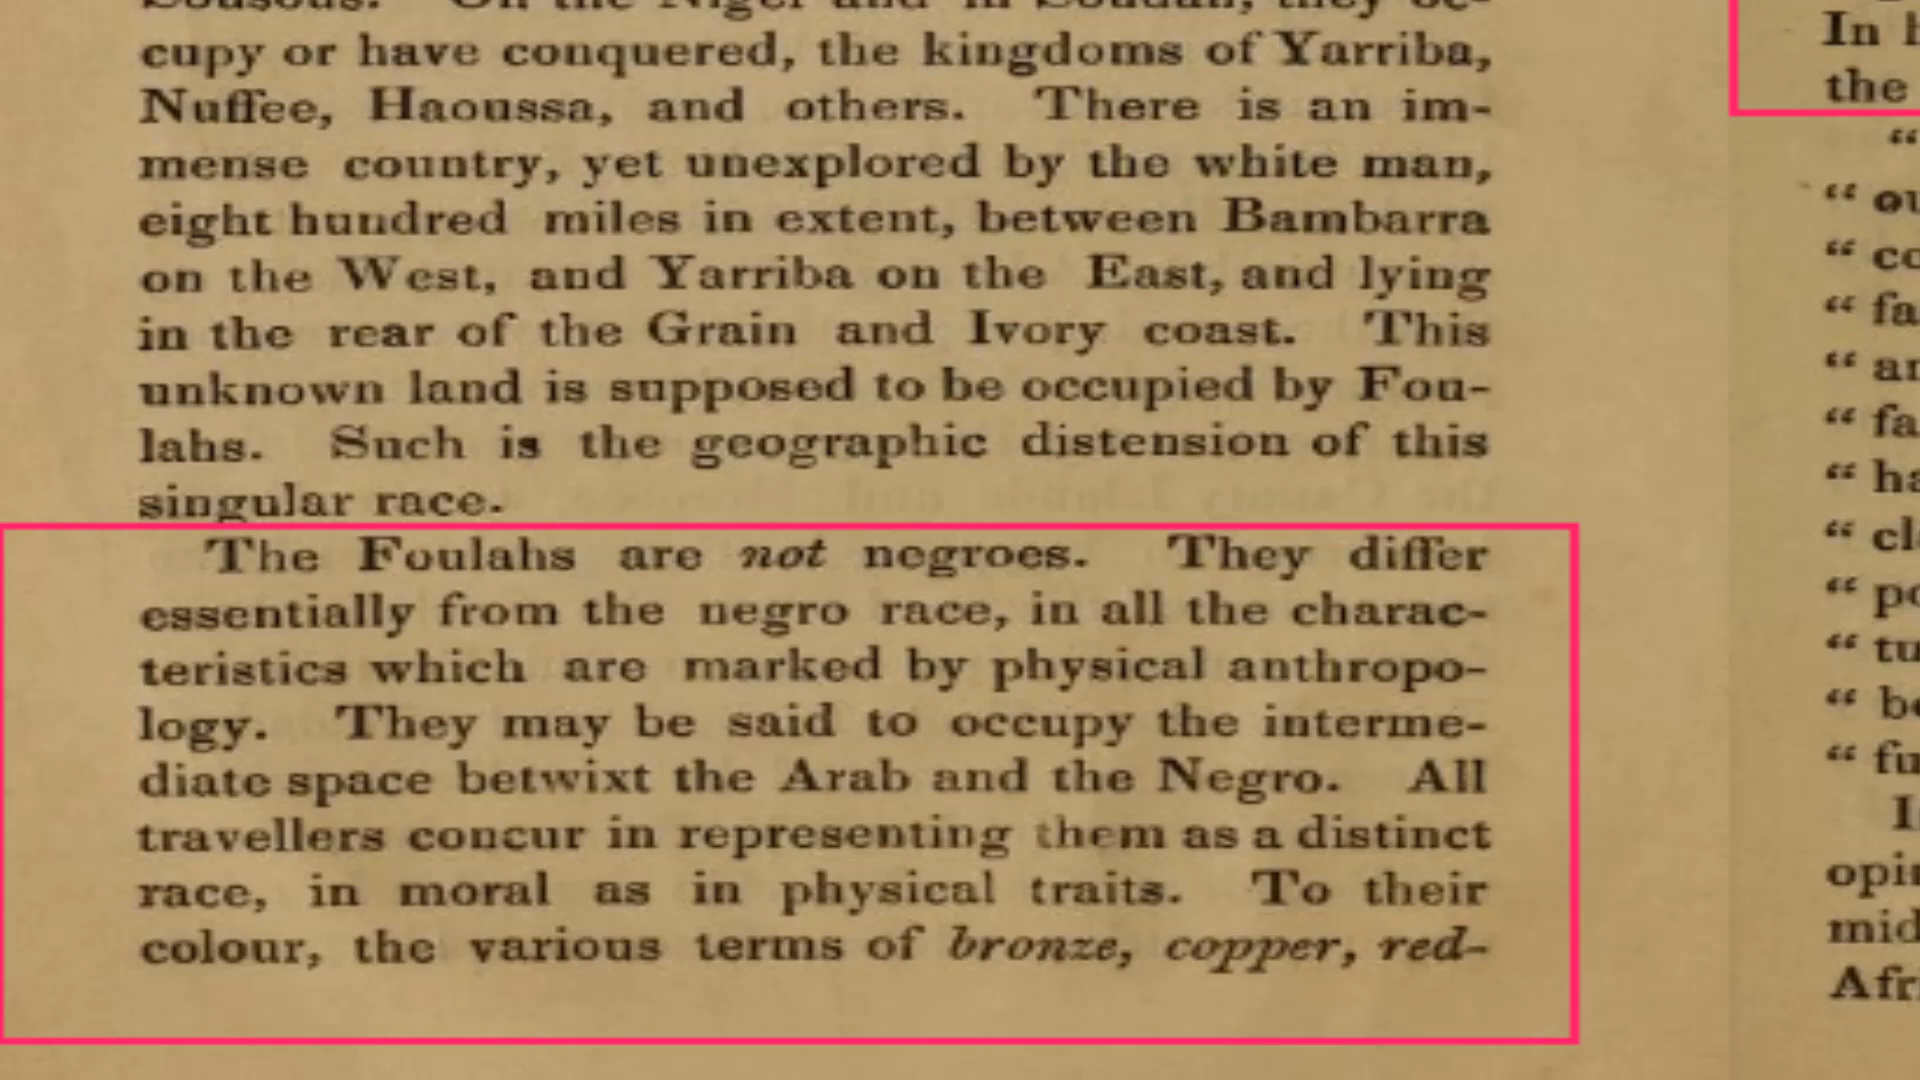 cupy or have conquered, the kingdoms of Yarriba,
Nuffee, Haoussa, and others. There is an im-
mense country, yet unexplored by the white man,
eight hundred miles in extent, between Bambarra
on the West, and Yarriba on the East, and lying
in the rear of the Grain and Ivory coast. This
unknown land is supposed to be occupied by Fou-
lahs. Such is the geographic distension of this
singular race.
The Foulahs are not negroes. They differ
essentially from the negro race, in all the charac-
teristics which are marked by physical anthropo-
logy. They may be said to occupy the interme-
diate space betwixt the Arab and the Negro. All
travellers concur in representing them as a distinct
race, in moral as in physical traits. To their
colour, the various terms of bronze, copper, red-
In
the